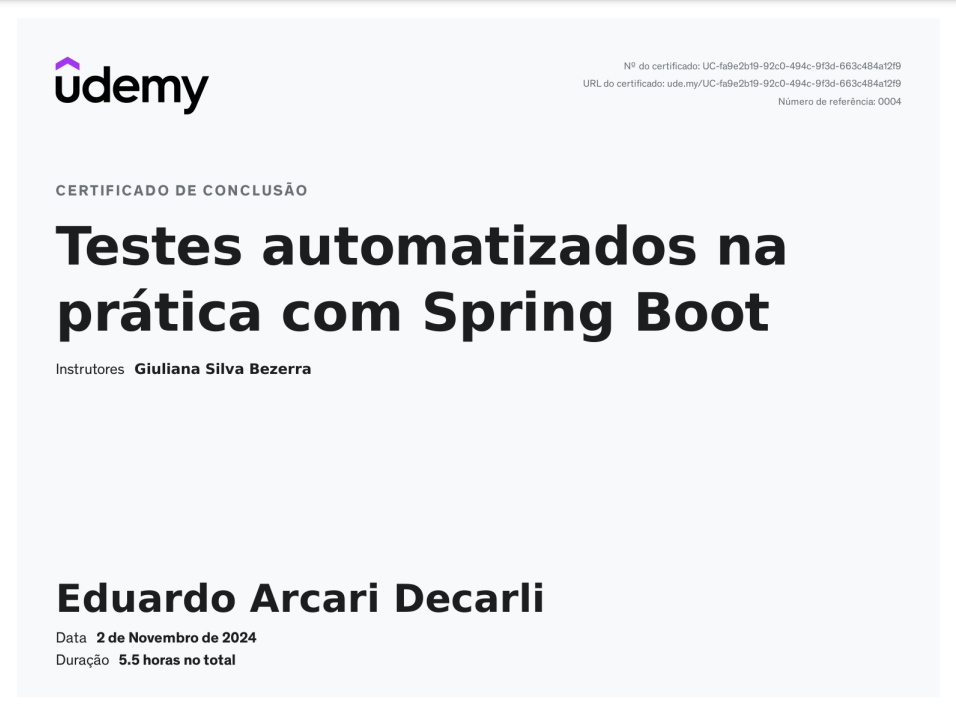 udemy
Nº do certificado: UC-fa9e2b19-92c0-494c-9f3d-663c484a12f9
URL do certificado: ude.my/UC-fa9e2b19-92c0-494c-9f3d-663c484a12f9
Número de referência: 0004
CERTIFICADO DE CONCLUSÃO
Testes automatizados na
prática com Spring Boot
Instrutores Giuliana Silva Bezerra
Eduardo Arcari Decarli
Data 2 de Novembro de 2024
Duração 5.5 horas no total